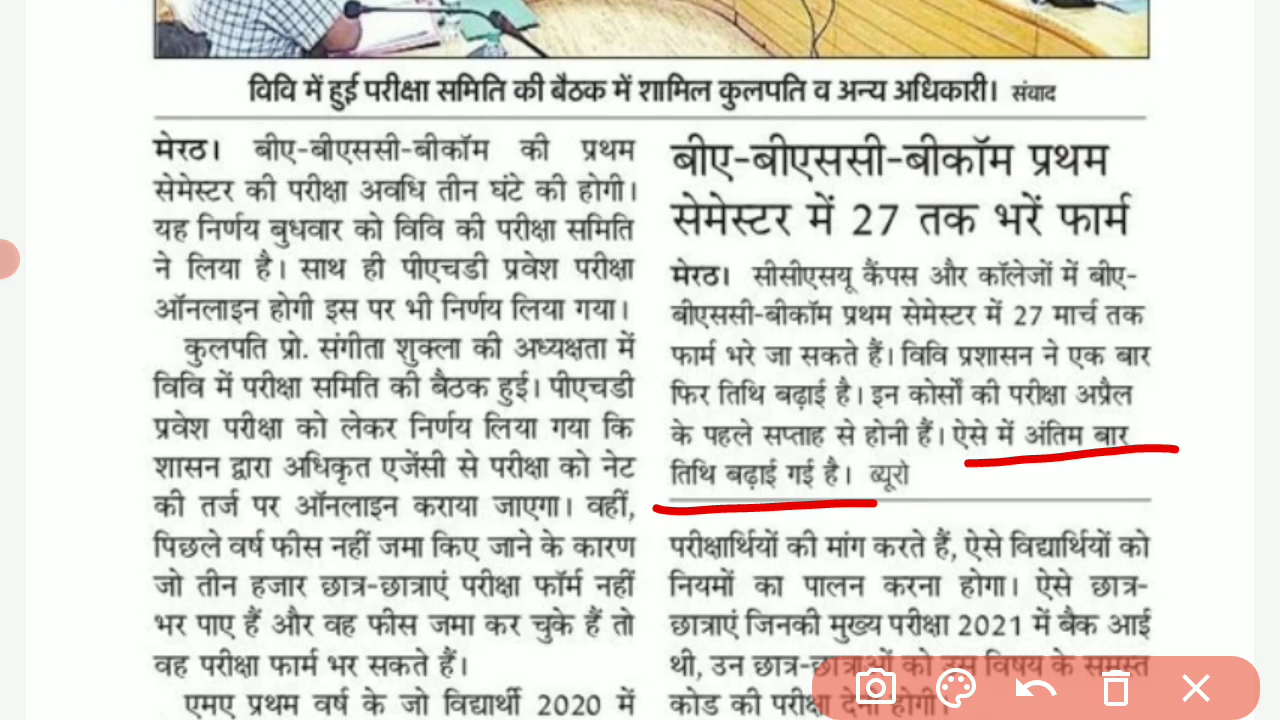 विवि में हुई परीक्षा समिति की बैठक में शामिल कुलपति व अन्य अधिकारी। संवाद
मेरठ। बीए-बीएससी-बीकॉम की प्रथम
सेमेस्टर की परीक्षा अवधि तीन घंटे की होगी।
यह निर्णय बुधवार को विवि की परीक्षा समिति
ने लिया है। साथ ही पीएचडी प्रवेश परीक्षा
ऑनलाइन होगी इस पर भी निर्णय लिया गया।
कुलपति प्रो. संगीता शुक्ला की अध्यक्षता में
विवि में परीक्षा समिति की बैठक हुई। पीएचडी
प्रवेश परीक्षा को लेकर निर्णय लिया गया कि
शासन द्वारा अधिकृत एजेंसी से परीक्षा को नेट
की तर्ज पर ऑनलाइन कराया जाएगा। वहीं,
पिछले वर्ष फीस नहीं जमा किए जाने के कारण
जो तीन हजार छात्र-छात्राएं परीक्षा फॉर्म नहीं
भर पाए हैं और वह फीस जमा कर चुके हैं तो
वह परीक्षा फार्म भर सकते हैं।
एमए प्रथम वर्ष के जो विद्यार्थी 2020 में
बीए-बीएससी-बीकॉम प्रथम
सेमेस्टर में 27 तक भरें फार्म
मेरठ। सीसीएसयू कैंपस और कॉलेजों में बीए-
बीएससी-बीकॉम प्रथम सेमेस्टर में 27 मार्च तक
फार्म भरे जा सकते हैं। विवि प्रशासन ने एक बार
फिर तिथि बढ़ाई है। इन कोर्सों की परीक्षा अप्रैल
के पहले सप्ताह से होनी हैं। ऐसे में अंतिम बार
तिथि बढ़ाई गई है। ब्यूरो
परीक्षार्थियों की मांग करते हैं, ऐसे विद्यार्थियों को
नियमों का पालन करना होगा। ऐसे छात्र-
छात्राएं जिनकी मुख्य परीक्षा 2021 में बैक आई
थी, उन छात्र-छात्राओं को उस विषय के समस्त
कोड की परीक्षा देनी होगी।